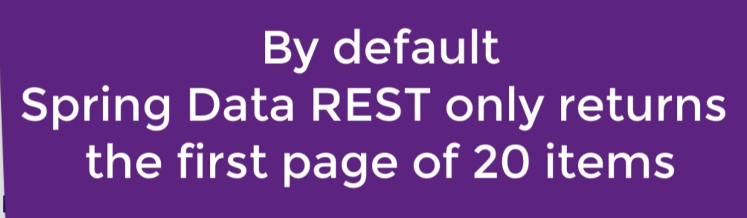 By default
Spring Data REST only returns
the first page of 20 items